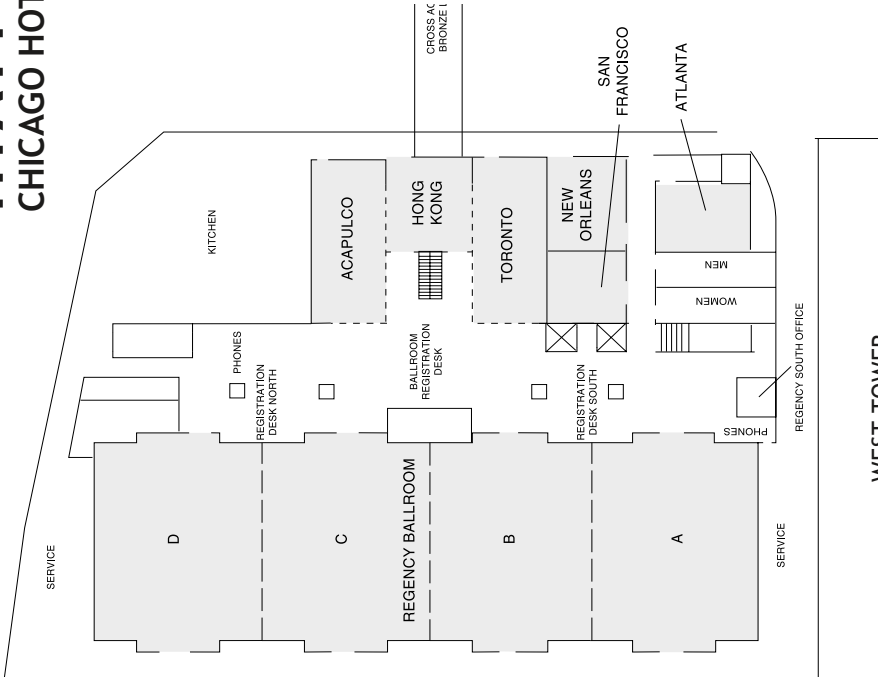 CHICAGO HOT
CROSS AC
BRONZE L
SAN
FRANCISCO
ATLANTA
KITCHEN
ACAPULCO
HONG
KONG
TORONTO
NEW
ORLEANS
MEN
WOMEN
PHONES
BALLROOM
REGISTRATION
DESK
REGISTRATION
DESK NORTH
REGISTRATION
DESK SOUTH
REGENCY SOUTH OFFICE
PHONES
WEST TOWER
SERVICE
D
C
REGENCY BALLROOM
B
A
SERVICE